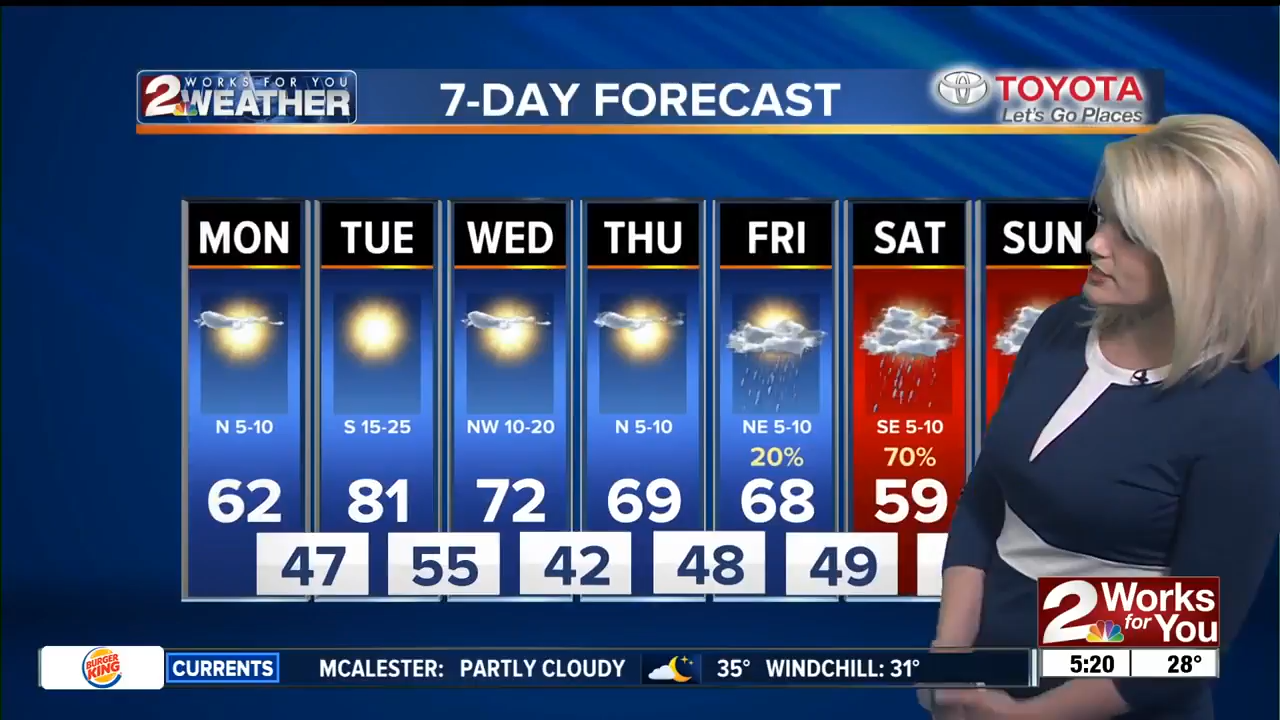 2 WORKS FOR YOU
WEATHER
7-DAY FORECAST
TOYOTA
Let's Go Places
MON TUE WED THU FRI SAT SUN
N 5-10 S 15-25 NW 10-20 N 5-10 NE 5-10 SE 5-10
20% 70%
62 81 72 69 68 59
47 55 42 48 49
2 Works
for You
BURGER
KING
CURRENTS
MCALESTER: PARTLY CLOUDY 35° WINDCHILL: 31°
5:20 28°